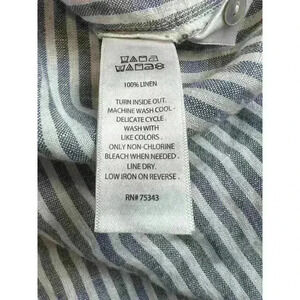 100% LINEN
TURN INSIDE OUT.
MACHINE WASH COOL -
DELICATE CYCLE.
WASH WITH
LIKE COLORS.
ONLY NON-CHLORINE
BLEACH WHEN NEEDED.
LINE DRY.
LOW IRON ON REVERSE.
RN# 75343